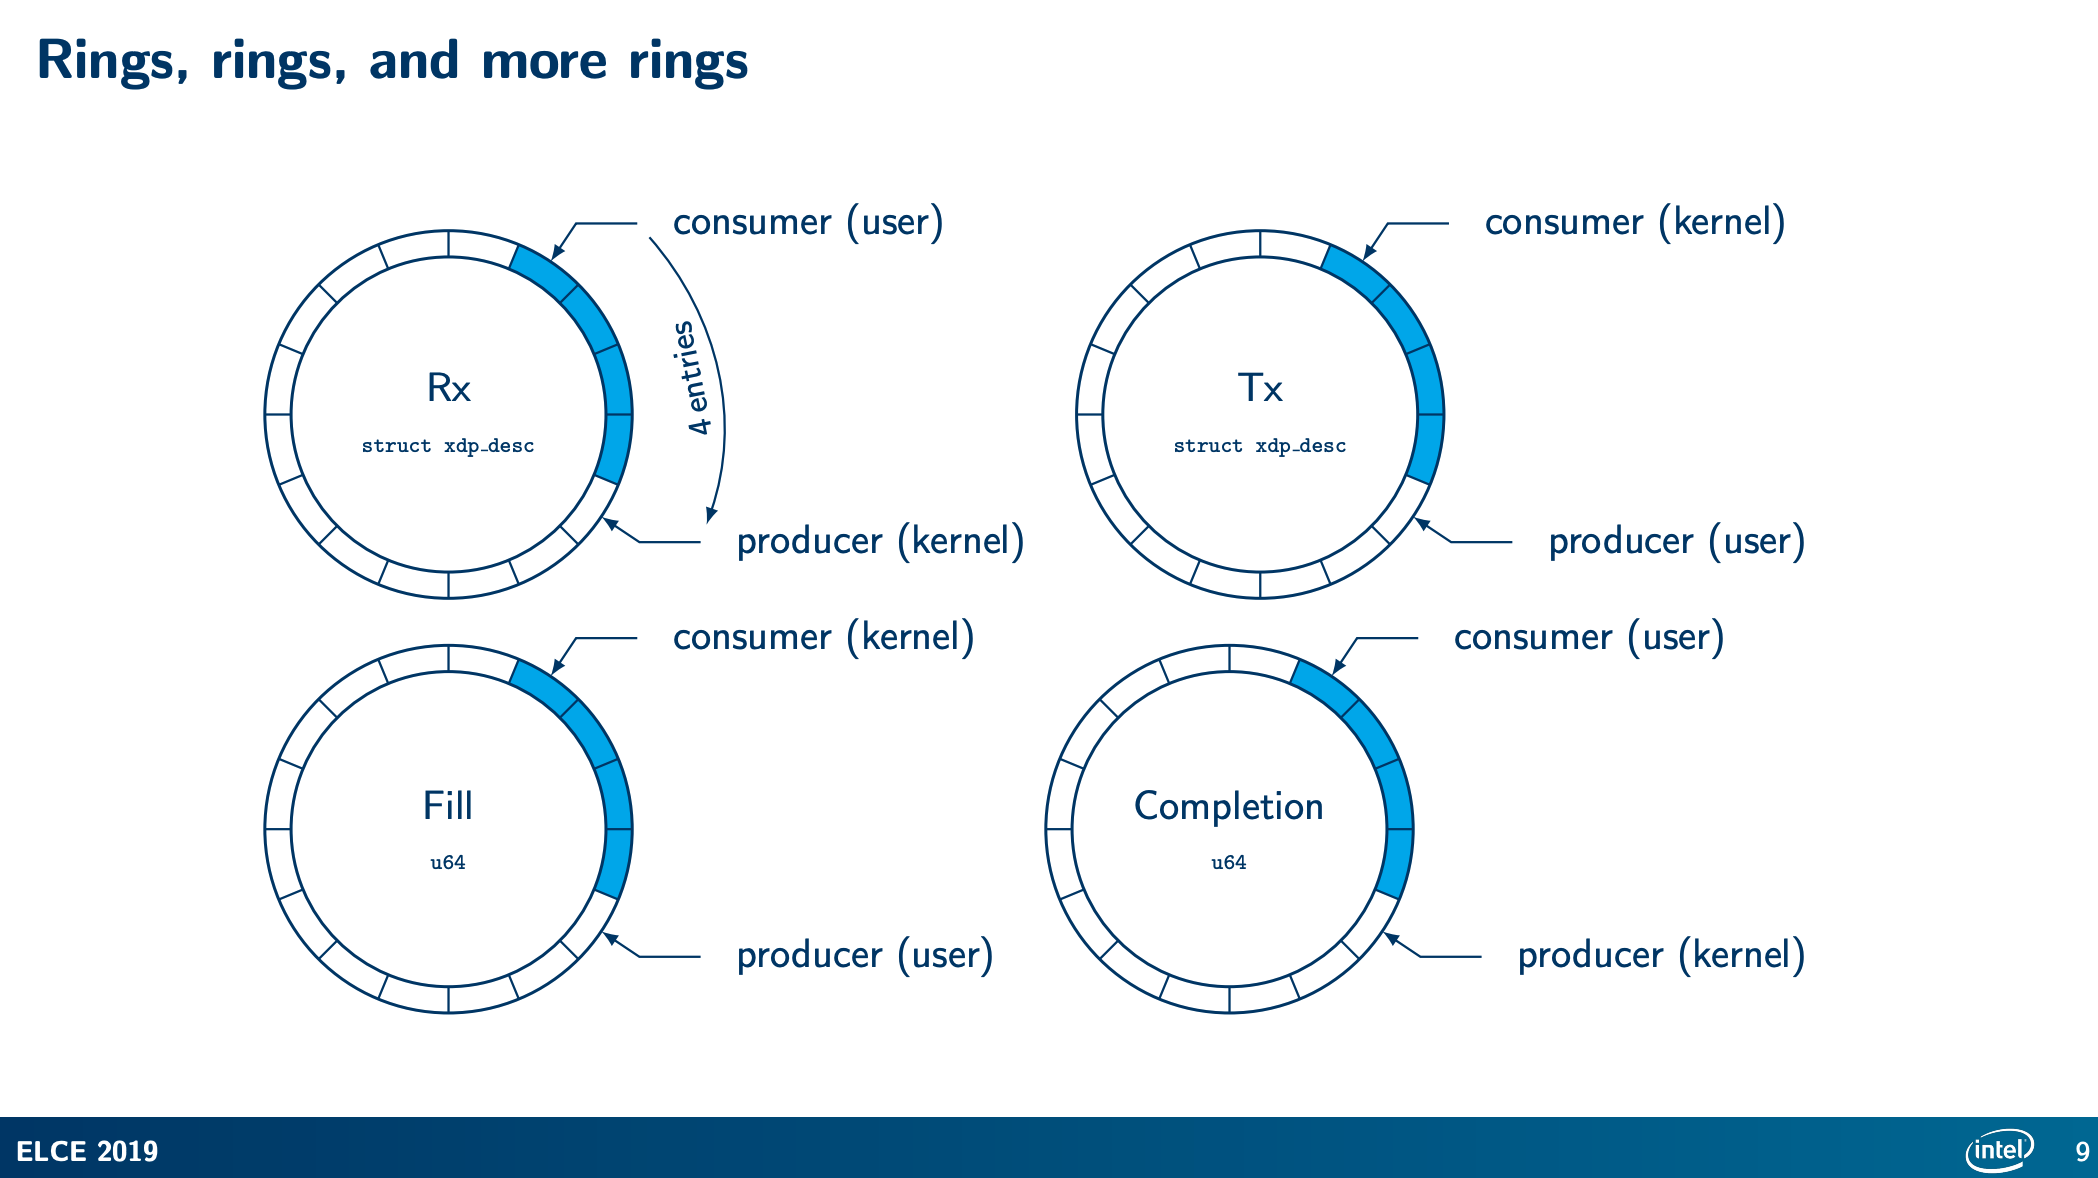 Rings, rings, and more rings
consumer (user)
4 entries
Rx
struct xdp_desc
producer (kernel)
consumer (kernel)
Tx
struct xdp_desc
producer (user)
consumer (kernel)
Fill
u64
producer (user)
consumer (user)
Completion
u64
producer (kernel)
ELCE 2019
intel
9